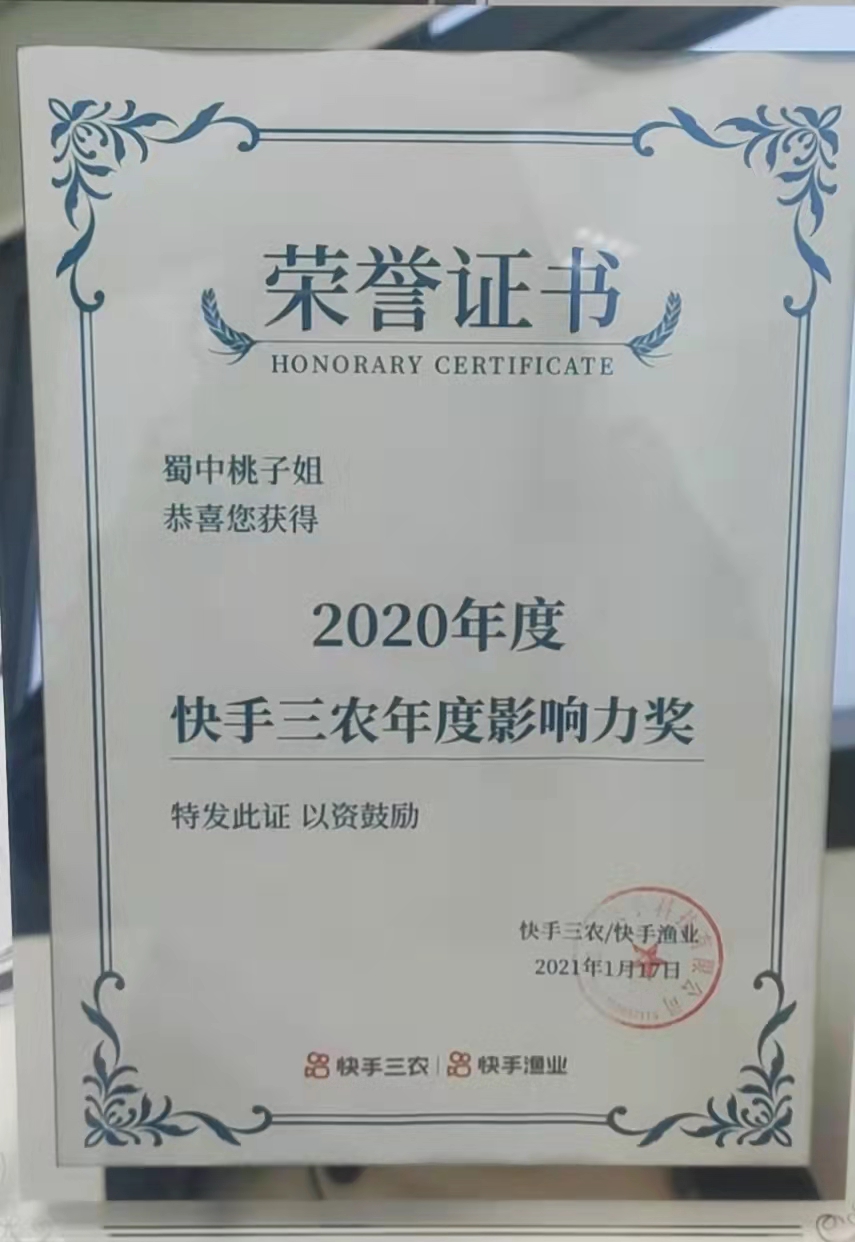 荣誉证书
HONORARY CERTIFICATE
蜀中桃子姐
恭喜您获得
2020年度
快手三农年度影响力奖
特发此证 以资鼓励
快手三农/快手渔业
2021年1月17日
快手三农 | 快手渔业